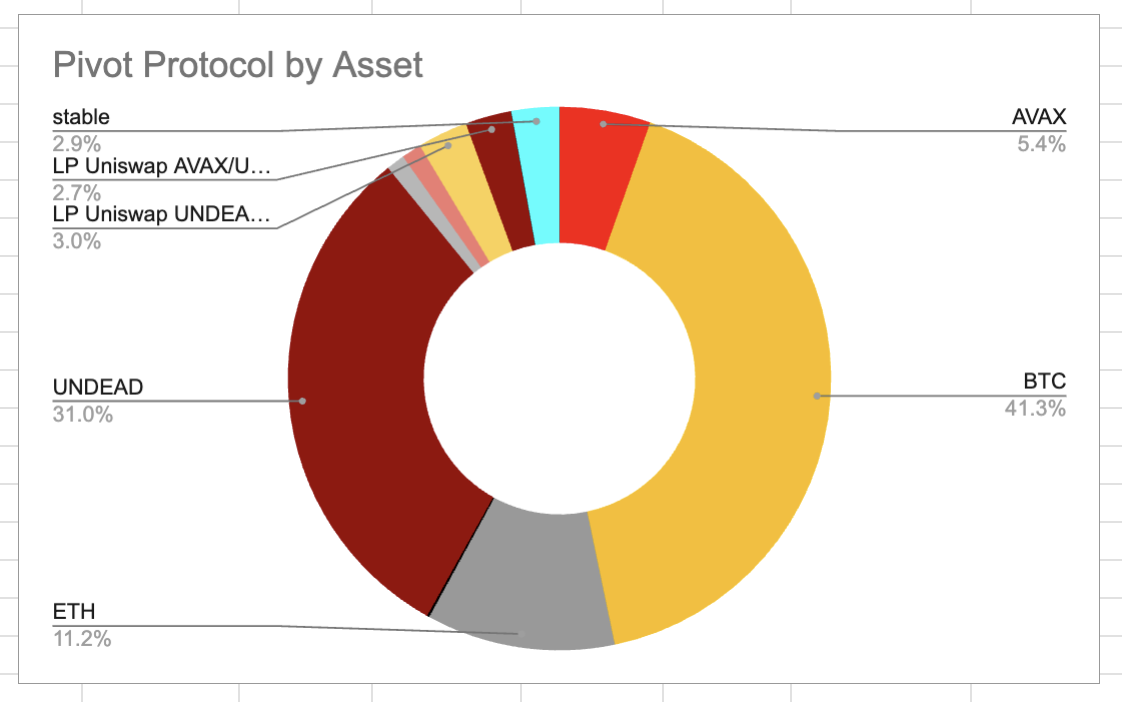 Pivot Protocol by Asset
stable
2.9%
LP Uniswap AVAX/U…
2.7%
LP Uniswap UNDEA…
3.0%
UNDEAD
31.0%
ETH
11.2%
AVAX
5.4%
BTC
41.3%